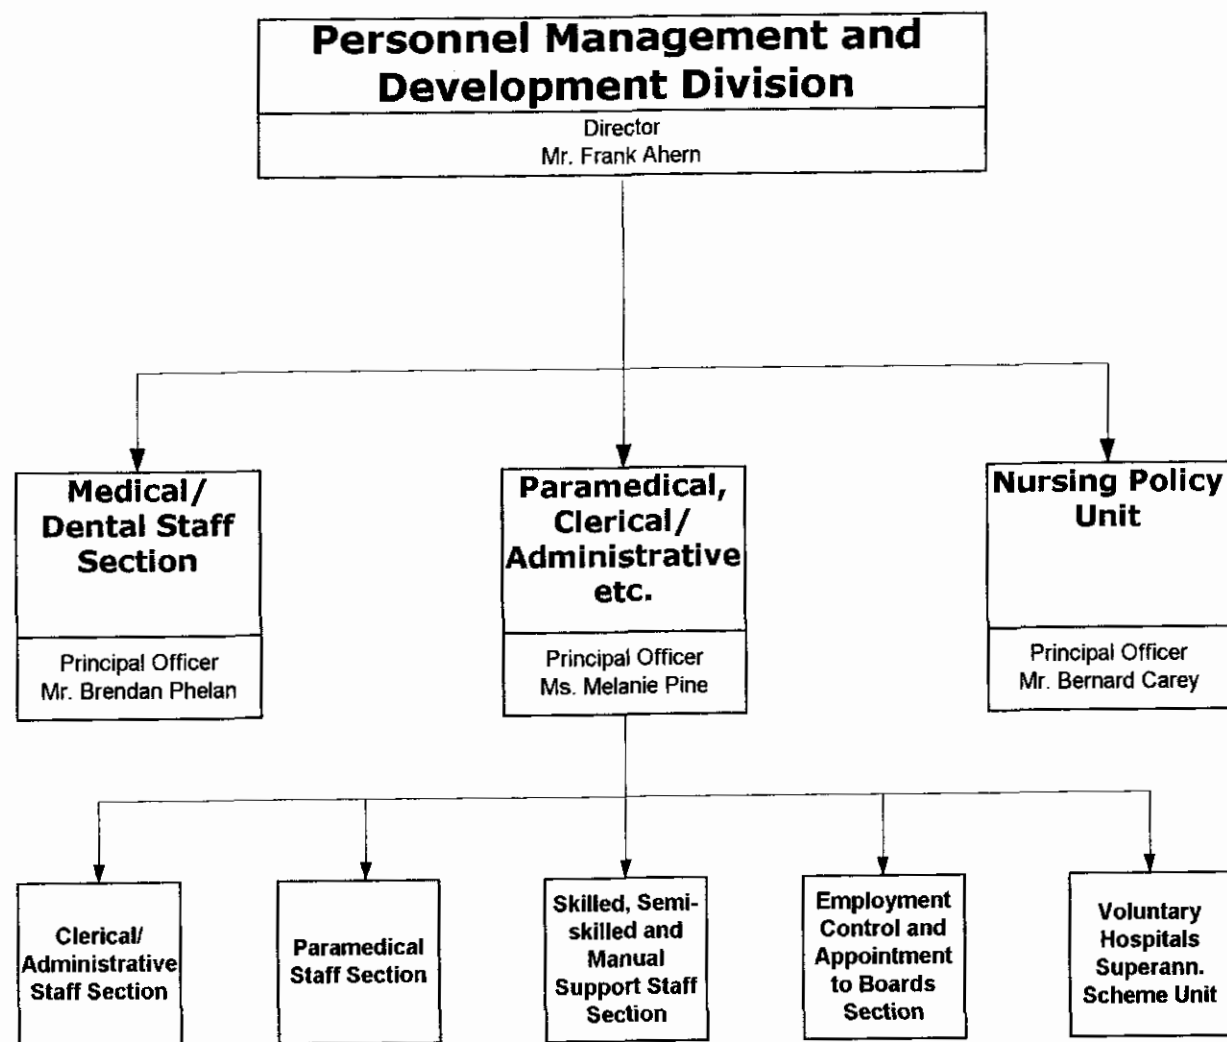 Personnel Management and
Development Division
Director
Mr. Frank Ahern
Medical/
Dental Staff
Section
Principal Officer
Mr. Brendan Phelan
Paramedical,
Clerical/
Administrative
etc.
Principal Officer
Ms. Melanie Pine
Nursing Policy
Unit
Principal Officer
Mr. Bernard Carey
Clerical/
Administrative
Staff Section
Paramedical
Staff Section
Skilled, Semi-
skilled and
Manual
Support Staff
Section
Employment
Control and
Appointment
to Boards
Section
Voluntary
Hospitals
Superann.
Scheme Unit